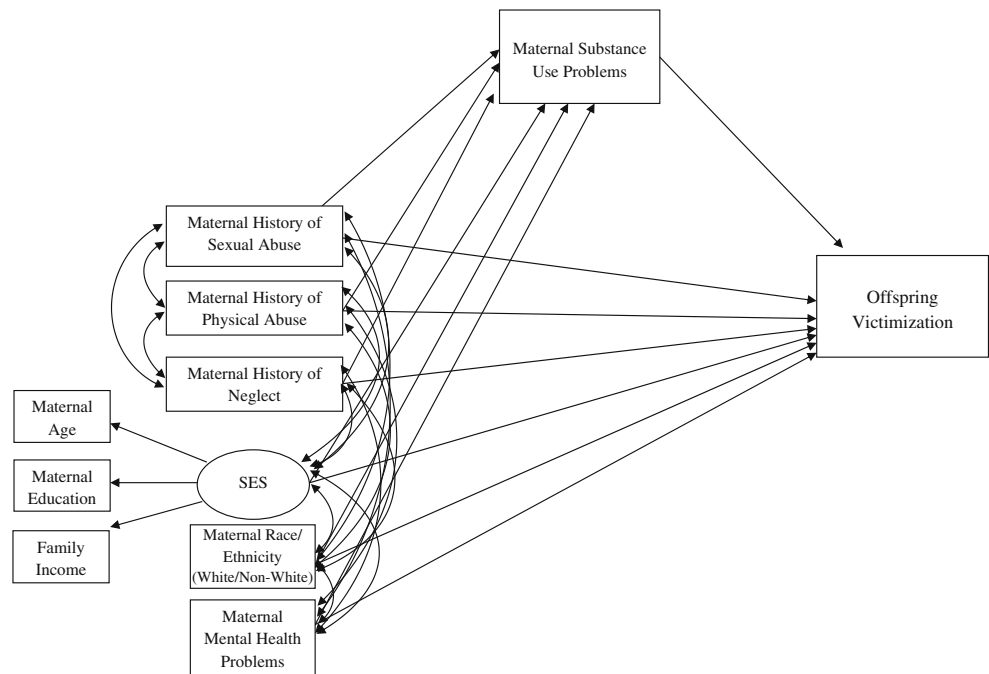 Maternal Substance
Use Problems
Maternal History of
Sexual Abuse
Maternal History of
Physical Abuse
Maternal History of
Neglect
Offspring
Victimization
Maternal
Age
Maternal
Education
Family
Income
SES
Maternal Race/
Ethnicity
(White/Non-White)
Maternal
Mental Health
Problems